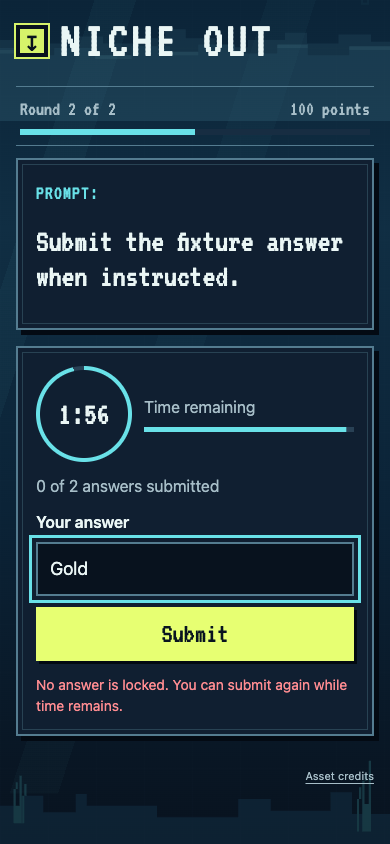 NICHE OUT
Round 2 of 2
100 points
PROMPT:
Submit the fixture answer
when instructed.
1:56
Time remaining
0 of 2 answers submitted
Your answer
Gold
Submit
No answer is locked. You can submit again while
time remains.
Asset credits